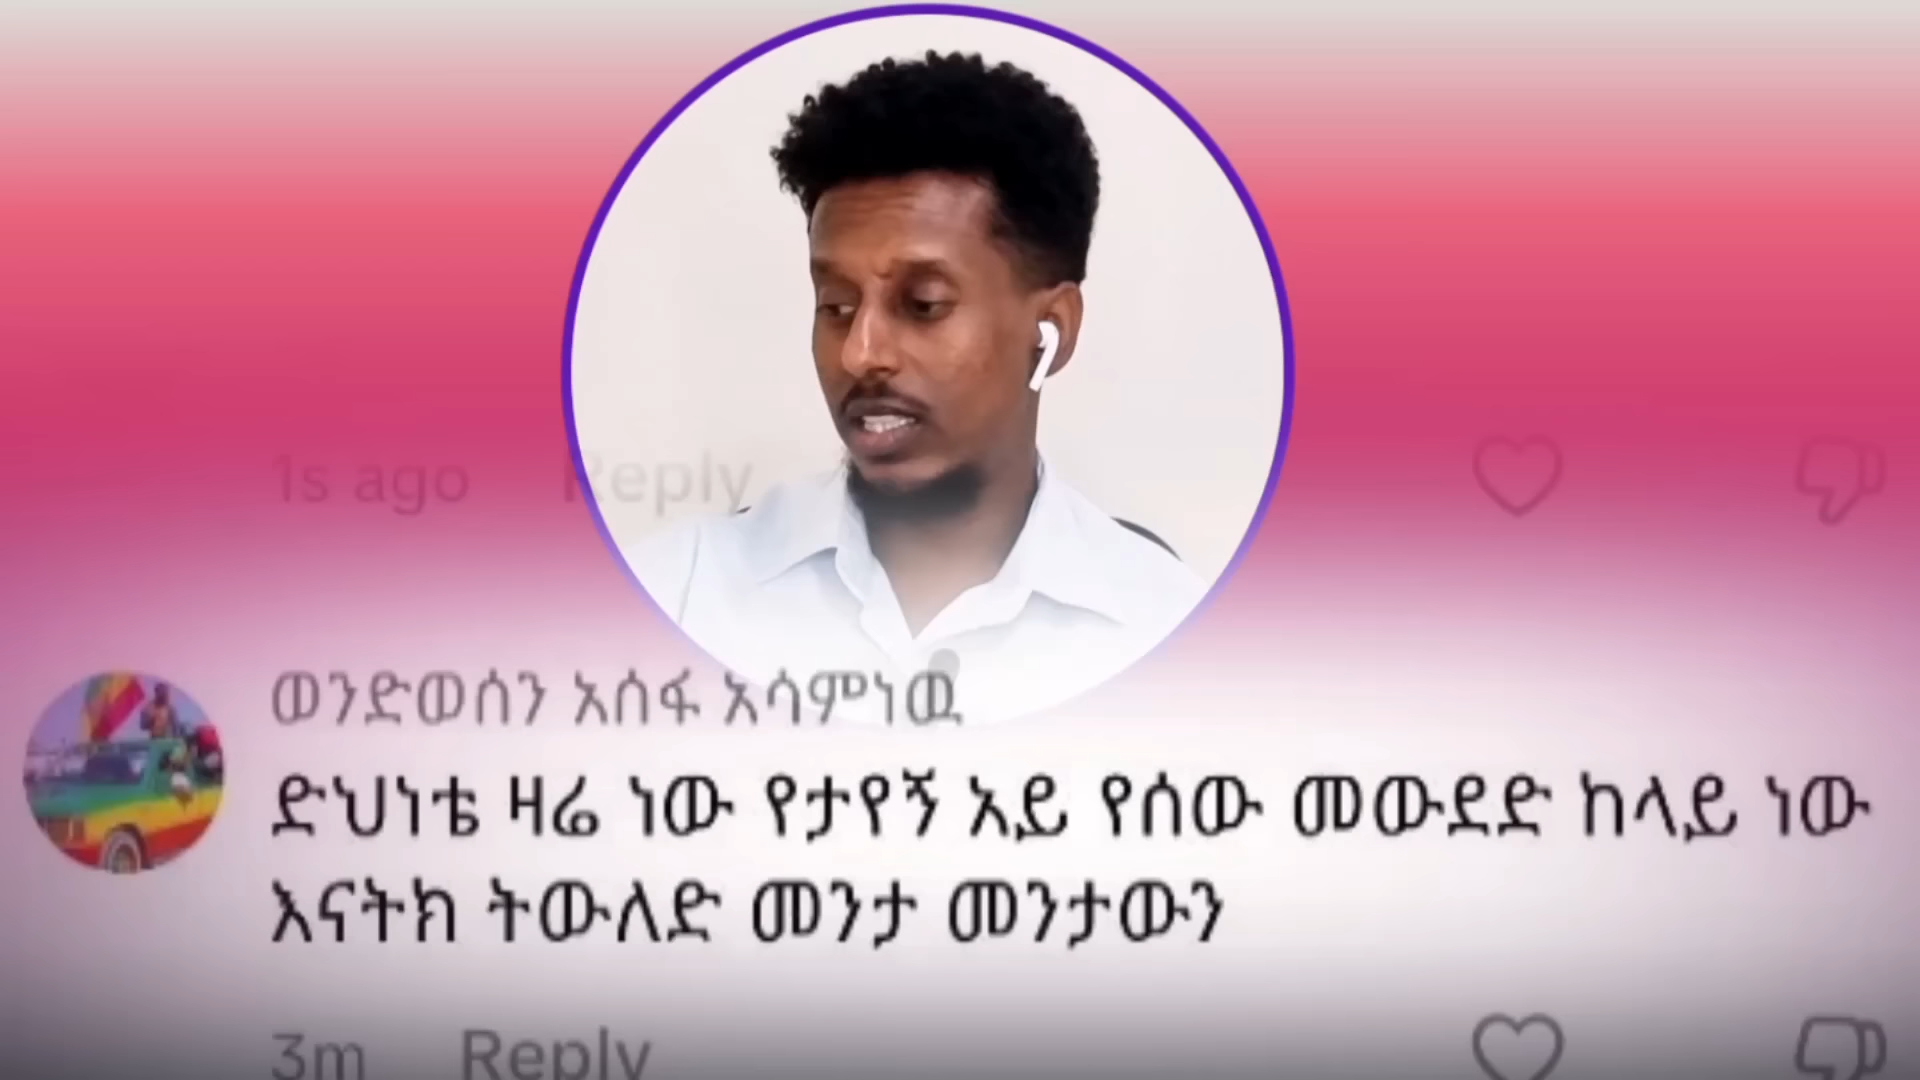 1s ago Reply
ወንድወሰን አሰፋ አሳምነዉ
ድህነቴ ዛሬ ነው የታየኝ አይ የሰው መውደድ ከላይ ነው
እናትክ ትውለድ መንታ መንታውን
3m Reply